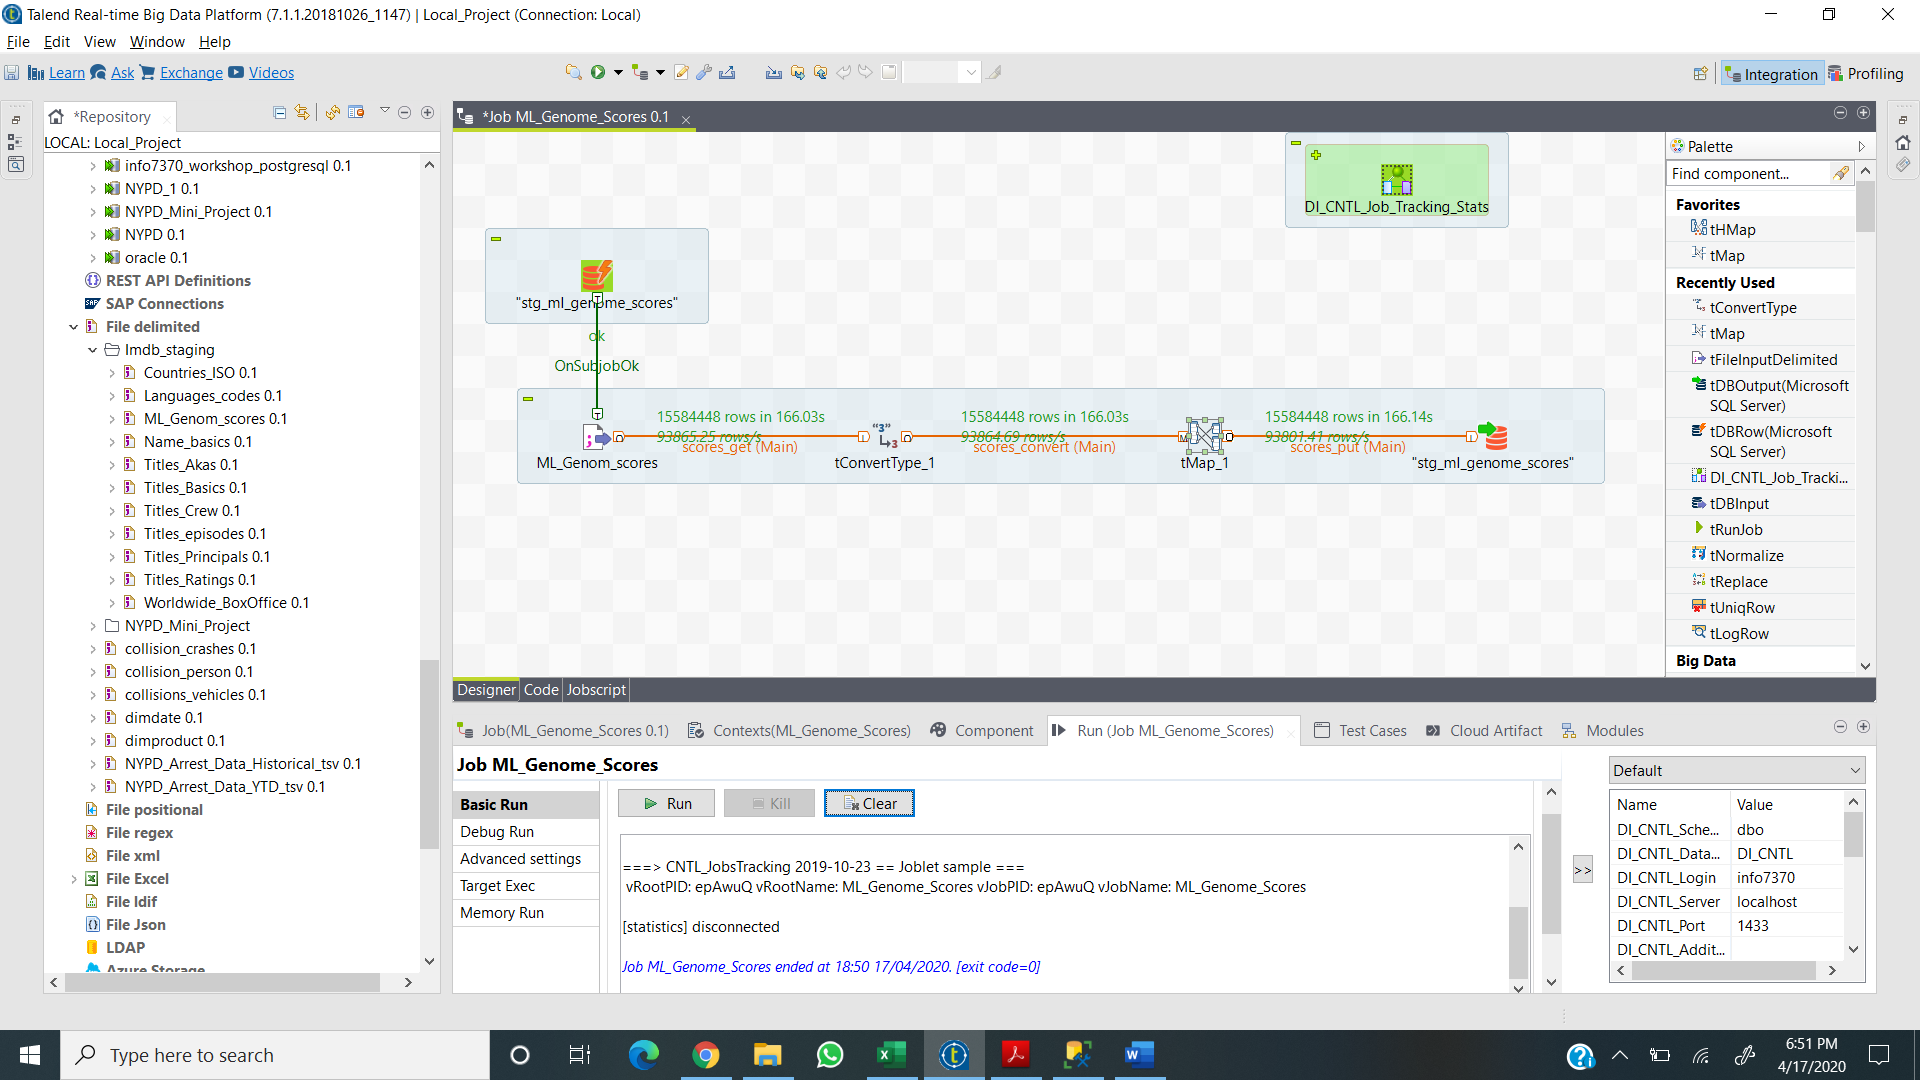 Talend Real-time Big Data Platform (7.1.1.20181026_1147) | Local_Project (Connection: Local)
File Edit View Window Help
Learn Ask Exchange Videos
Integration Profiling
*Repository
LOCAL: Local_Project
info7370_workshop_postgresql 0.1
NYPD_1 0.1
NYPD_Mini_Project 0.1
NYPD 0.1
oracle 0.1
REST API Definitions
SAP Connections
File delimited
Imdb_staging
Countries_ISO 0.1
Languages_codes 0.1
ML_Genom_scores 0.1
Name_basics 0.1
Titles_Akas 0.1
Titles_Basics 0.1
Titles_Crew 0.1
Titles_episodes 0.1
Titles_Principals 0.1
Titles_Ratings 0.1
Worldwide_BoxOffice 0.1
NYPD_Mini_Project
collision_crashes 0.1
collision_person 0.1
collisions_vehicles 0.1
dimdate 0.1
dimproduct 0.1
NYPD_Arrest_Data_Historical_tsv 0.1
NYPD_Arrest_Data_YTD_tsv 0.1
File positional
File regex
File xml
File Excel
File ldif
File Json
LDAP
Azure Storage
*Job ML_Genome_Scores 0.1
DI_CNTL_Job_Tracking_Stats
"stg_ml_genome_scores"
ok
OnSubjobOk
15584448 rows in 166.03s
93865.25 rows/s
scores_get (Main)
15584448 rows in 166.03s
93864.69 rows/s
scores_convert (Main)
15584448 rows in 166.14s
93801.41 rows/s
scores_put (Main)
ML_Genom_scores
tConvertType_1
tMap_1
"stg_ml_genome_scores"
Designer Code Jobscript
Palette
Find component...
Favorites
tHMap
tMap
Recently Used
tConvertType
tMap
tFileInputDelimited
tDBOutput(Microsoft
SQL Server)
tDBRow(Microsoft
SQL Server)
DI_CNTL_Job_Tracki...
tDBInput
tRunJob
tNormalize
tReplace
tUniqRow
tLogRow
Big Data
Job(ML_Genome_Scores 0.1) Contexts(ML_Genome_Scores) Component Run (Job ML_Genome_Scores) Test Cases Cloud Artifact Modules
Job ML_Genome_Scores
Basic Run
Debug Run
Advanced settings
Target Exec
Memory Run
Run Kill Clear
===> CNTL_JobsTracking 2019-10-23 == Joblet sample ===
vRootPID: epAwuQ vRootName: ML_Genome_Scores vJobPID: epAwuQ vJobName: ML_Genome_Scores
[statistics] disconnected
Job ML_Genome_Scores ended at 18:50 17/04/2020. [exit code=0]
>>
Default
Name Value
DI_CNTL_Sche... dbo
DI_CNTL_Data... DI_CNTL
DI_CNTL_Login info7370
DI_CNTL_Server localhost
DI_CNTL_Port 1433
DI_CNTL_Addit...
Type here to search
6:51 PM
4/17/2020